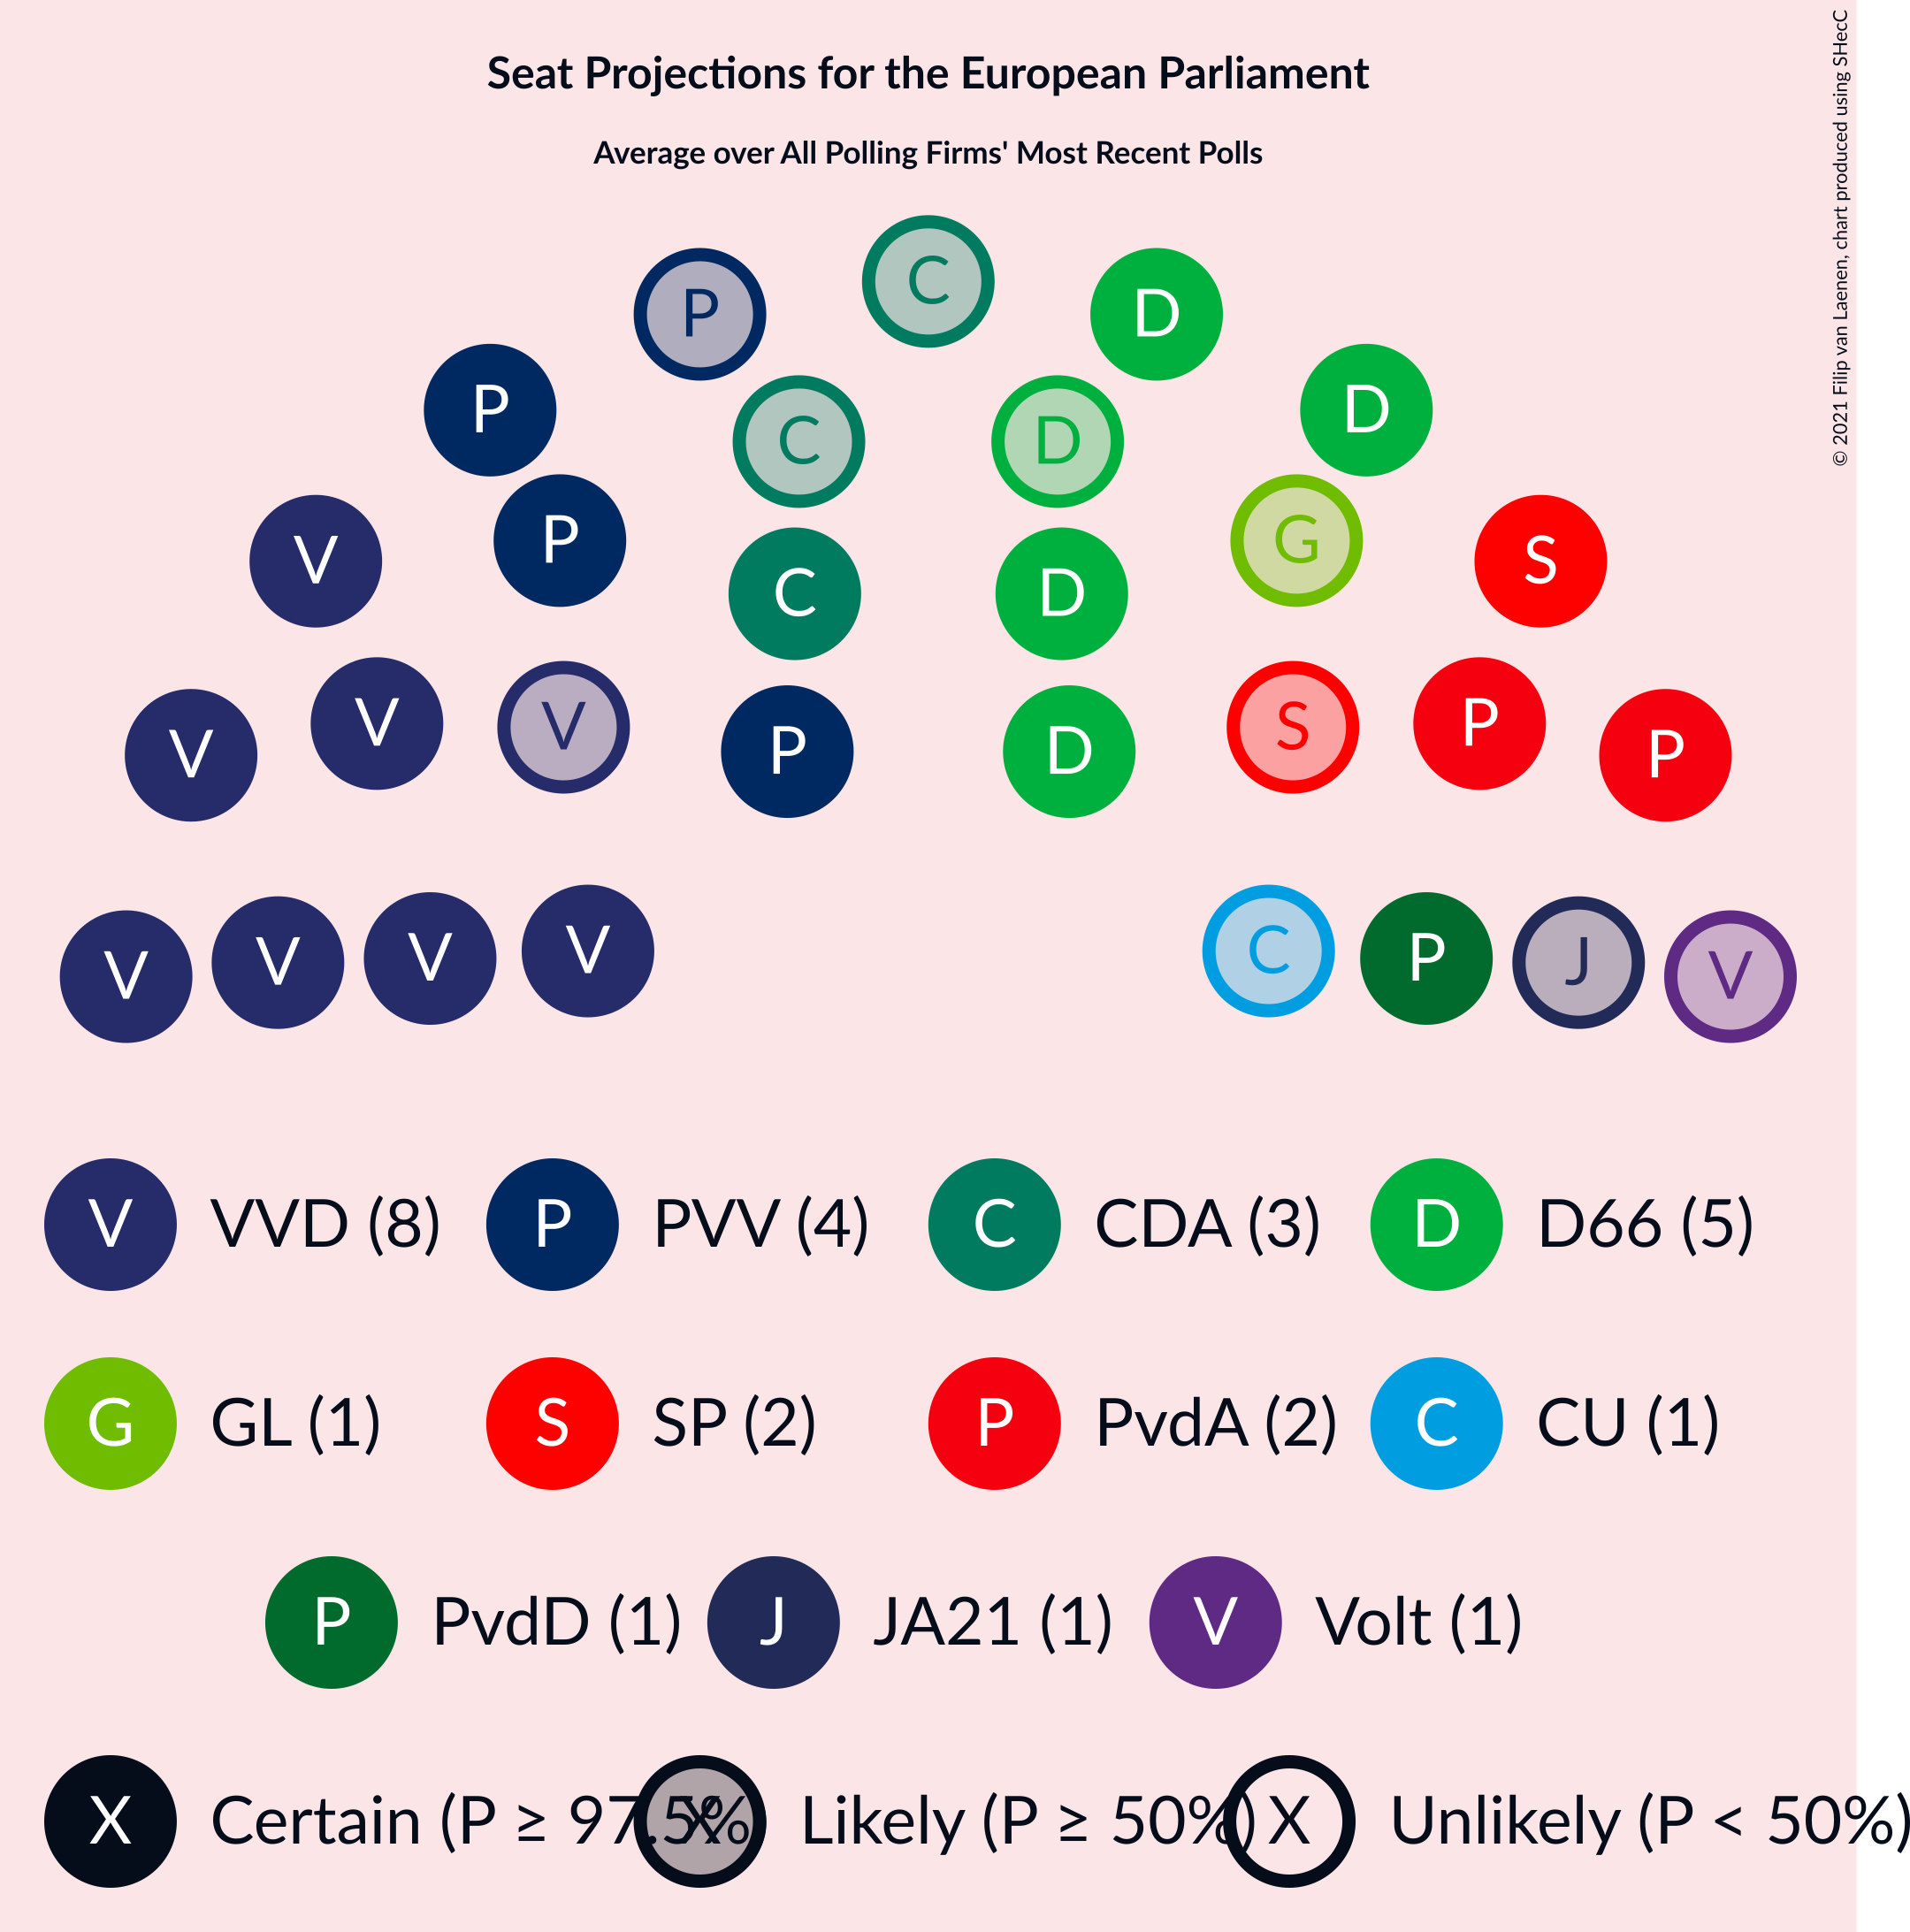 Seat Projections for the European Parliament
Average over All Polling Firms' Most Recent Polls
© 2021 Filip van Laenen, chart produced using SHecC
C
P D
P D
C D
P G
V S
C D
V V P P
V P D S P
V V V V C P J V
V VVD (8) P PVV (4) C CDA (3) D D66 (5)
G GL (1) S SP (2) P PvdA (2) C CU (1)
P PvdD (1) J JA21 (1) V Volt (1)
X Certain (P ≥ 97.5% X Likely (P ≥ 50%) X Unlikely (P < 50%)